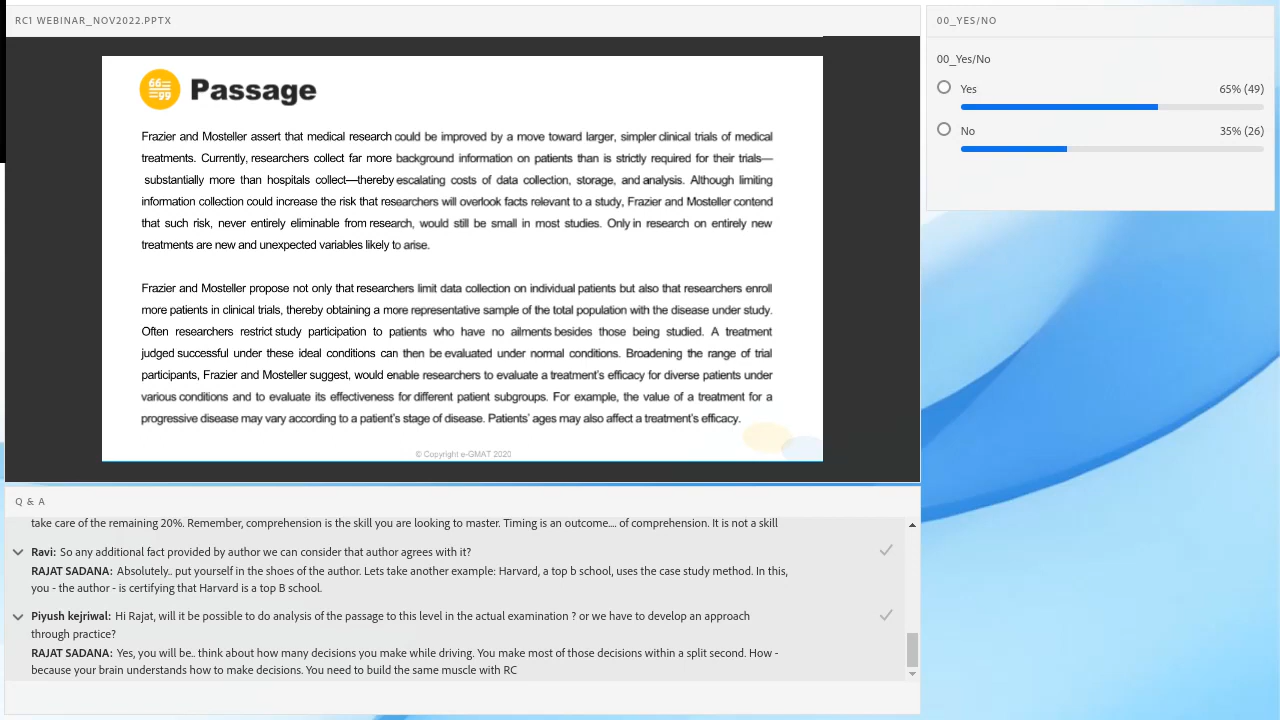 RC1 WEBINAR_NOV2022.PPTX
Passage
Frazier and Mosteller assert that medical research could be improved by a move toward larger, simpler clinical trials of medical
treatments. Currently, researchers collect far more background information on patients than is strictly required for their trials—
substantially more than hospitals collect—thereby escalating costs of data collection, storage, and analysis. Although limiting
information collection could increase the risk that researchers will overlook facts relevant to a study, Frazier and Mosteller contend
that such risk, never entirely eliminable from research, would still be small in most studies. Only in research on entirely new
treatments are new and unexpected variables likely to arise.
Frazier and Mosteller propose not only that researchers limit data collection on individual patients but also that researchers enroll
more patients in clinical trials, thereby obtaining a more representative sample of the total population with the disease under study.
Often researchers restrict study participation to patients who have no ailments besides those being studied. A treatment
judged successful under these ideal conditions can then be evaluated under normal conditions. Broadening the range of trial
participants, Frazier and Mosteller suggest, would enable researchers to evaluate a treatment's efficacy for diverse patients under
various conditions and to evaluate its effectiveness for different patient subgroups. For example, the value of a treatment for a
progressive disease may vary according to a patient's stage of disease. Patients' ages may also affect a treatment's efficacy.
© Copyright e-GMAT 2020
00_YES/NO
00_Yes/No
Yes 65% (49)
No 35% (26)
Q & A
take care of the remaining 20%. Remember, comprehension is the skill you are looking to master. Timing is an outcome.... of comprehension. It is not a skill
Ravi: So any additional fact provided by author we can consider that author agrees with it?
RAJAT SADANA: Absolutely.. put yourself in the shoes of the author. Lets take another example: Harvard, a top b school, uses the case study method. In this,
you - the author - is certifying that Harvard is a top B school.
Piyush kejriwal: Hi Rajat, will it be possible to do analysis of the passage to this level in the actual examination ? or we have to develop an approach
through practice?
RAJAT SADANA: Yes, you will be.. think about how many decisions you make while driving. You make most of those decisions within a split second. How -
because your brain understands how to make decisions. You need to build the same muscle with RC